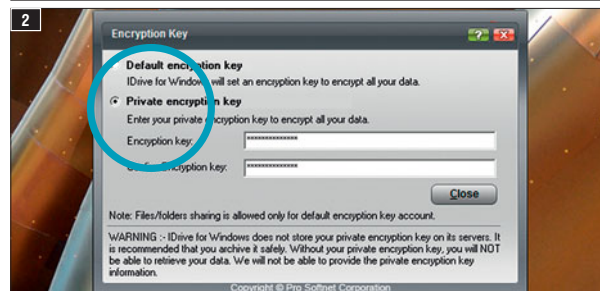 2
Encryption Key
Default encryption key
IDrive for Windows will set an encryption key to encrypt all your data.
Private encryption key
Enter your private encryption key to encrypt all your data.
Encryption key: **************
Confirm Encryption key: **************
Close
Note: Files/folders sharing is allowed only for default encryption key account.
WARNING :- IDrive for Windows does not store your private encryption key on its servers. It
is recommended that you archive it safely. Without your private encryption key, you will NOT
be able to retrieve your data. We will not be able to provide the private encryption key
information.
Copyright © Pro Softnet Corporation